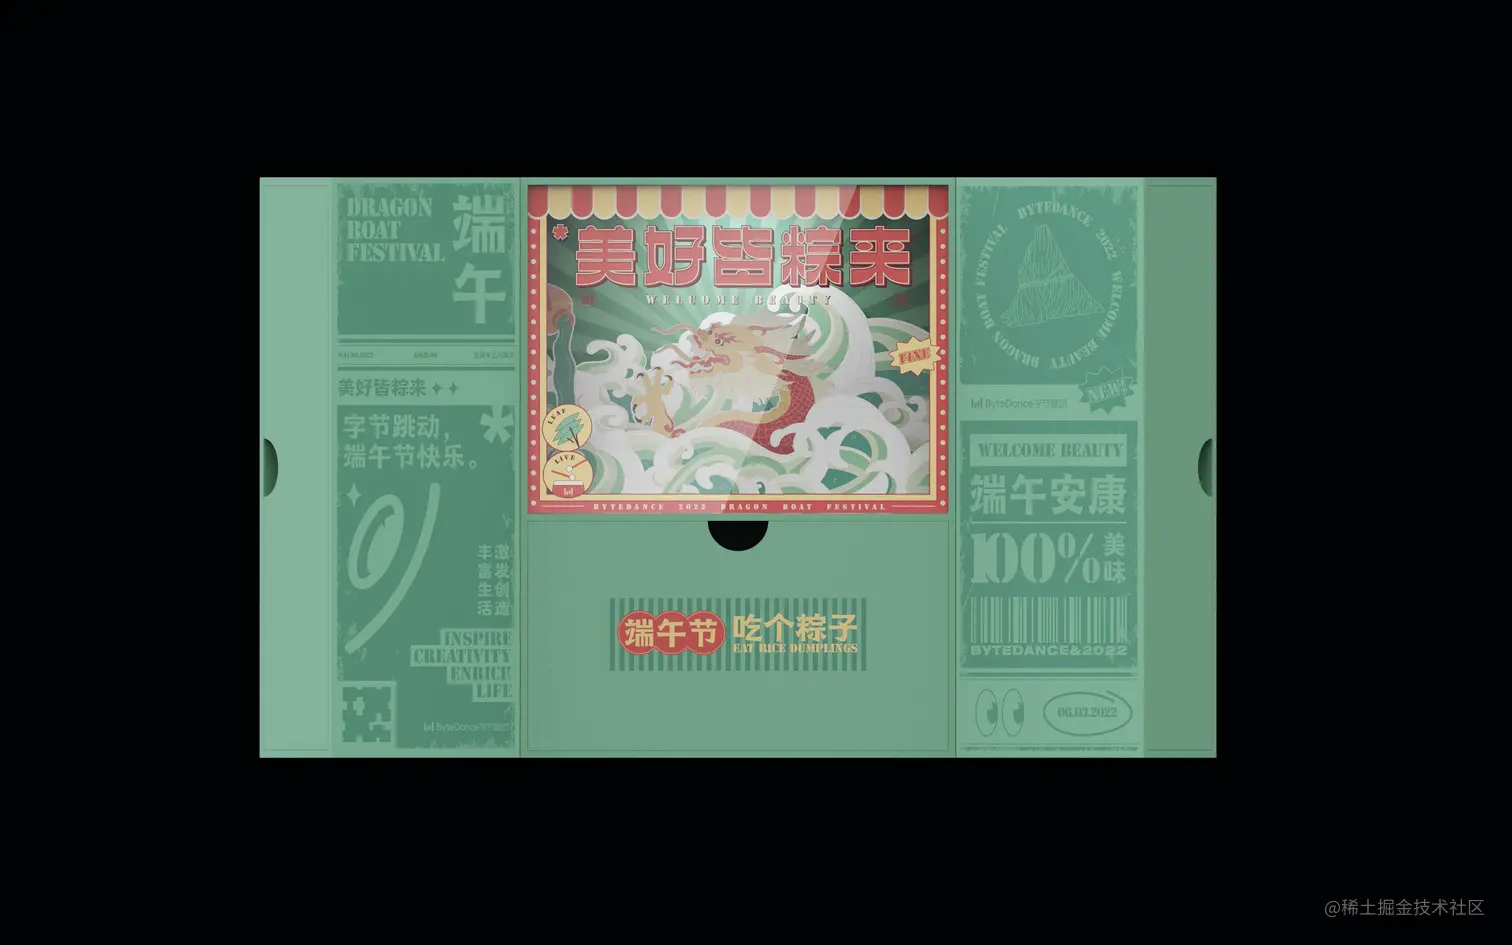 DRAGON
BOAT
FESTIVAL
端
午
美好皆粽来
字节跳动，
端午节快乐。
激发创造
丰富生活
INSPIRE
CREATIVITY
ENRICH
LIFE
ByteDance字节跳动
*美好皆粽来
WELCOME BEAUTY
FINE
LEAF
LIVE
BYTEDANCE 2022 DRAGON BOAT FESTIVAL
端午节
吃个粽子
EAT RICE DUMPLINGS
BYTEDANCE 2022 WELCOME BEAUTY DRAGON BOAT FESTIVAL
ByteDance字节跳动
NEW!
WELCOME BEAUTY
端午安康
100%美味
BYTEDANCE&2022
06.03.2022
@稀土掘金技术社区